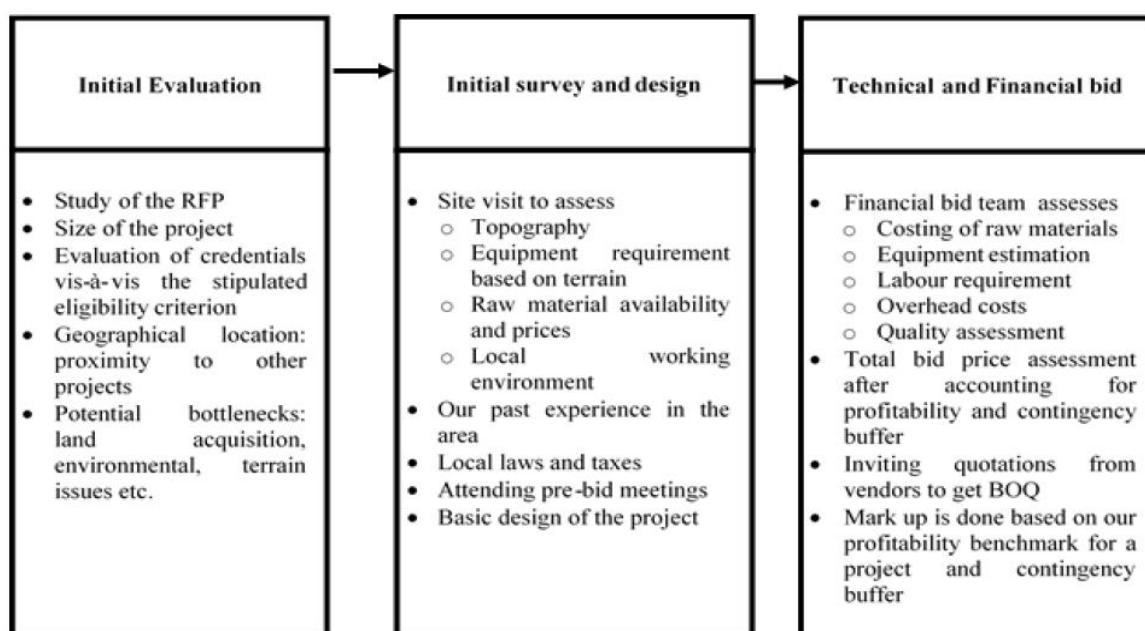 Initial Evaluation
• Study of the RFP
• Size of the project
• Evaluation of credentials
vis-à-vis the stipulated
eligibility criterion
• Geographical location:
proximity to other
projects
• Potential bottlenecks:
land acquisition,
environmental, terrain
issues etc.
Initial survey and design
• Site visit to assess
o Topography
o Equipment requirement
based on terrain
o Raw material availability
and prices
o Local working
environment
• Our past experience in the
area
• Local laws and taxes
• Attending pre-bid meetings
• Basic design of the project
Technical and Financial bid
• Financial bid team assesses
o Costing of raw materials
o Equipment estimation
o Labour requirement
o Overhead costs
o Quality assessment
• Total bid price assessment
after accounting for
profitability and contingency
buffer
• Inviting quotations from
vendors to get BOQ
• Mark up is done based on our
profitability benchmark for a
project and contingency
buffer